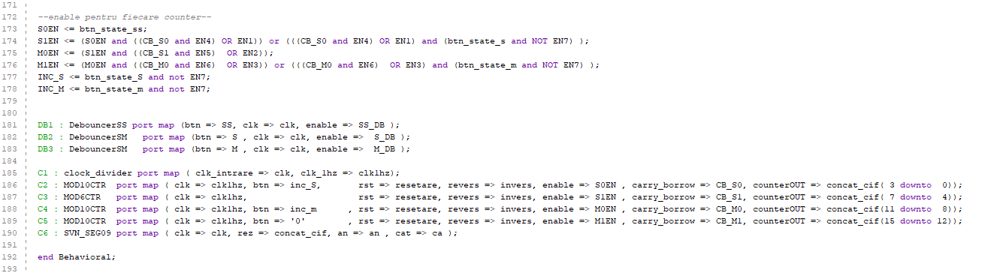 171
172 --enable pentru fiecare counter--
173 S0EN <= btn_state_ss;
174 S1EN <= (S0EN and ((CB_S0 and EN4) OR EN1)) or (((CB_S0 and EN4) OR EN1) and (btn_state_s and NOT EN7) );
175 M0EN <= (S1EN and ((CB_S1 and EN5)  OR EN2));
176 M1EN <= (M0EN and ((CB_M0 and EN6)  OR EN3)) or (((CB_M0 and EN6)  OR EN3) and (btn_state_m and NOT EN7) );
177 INC_S <= btn_state_S and not EN7;
178 INC_M <= btn_state_m and not EN7;
179
180
181 DB1 : DebouncerSS port map (btn => SS, clk => clk, enable => SS_DB );
182 DB2 : DebouncerSM   port map (btn => S , clk => clk, enable =>  S_DB );
183 DB3 : DebouncerSM   port map (btn => M , clk => clk, enable =>  M_DB );
184
185 C1 : clock_divider port map ( clk_intrare => clk, clk_1hz => clk1hz);
186 C2 : MOD10CTR  port map ( clk => clk1hz, btn => inc_S,       rst => resetare, revers => invers, enable => S0EN , carry_borrow => CB_S0, counterOUT => concat_cif( 3 downto  0));
187 C3 : MOD6CTR   port map ( clk => clk1hz,                     rst => resetare, revers => invers, enable => S1EN , carry_borrow => CB_S1, counterOUT => concat_cif( 7 downto  4));
188 C4 : MOD10CTR  port map ( clk => clk1hz, btn => inc_m      , rst => resetare, revers => invers, enable => M0EN , carry_borrow => CB_M0, counterOUT => concat_cif(11 downto  8));
189 C5 : MOD10CTR  port map ( clk => clk1hz, btn => '0'        , rst => resetare, revers => invers, enable => M1EN , carry_borrow => CB_M1, counterOUT => concat_cif(15 downto 12));
190 C6 : SVN_SEG09 port map ( clk => clk, rez => concat_cif, an => an , cat => ca );
191
192 end Behavioral;
193